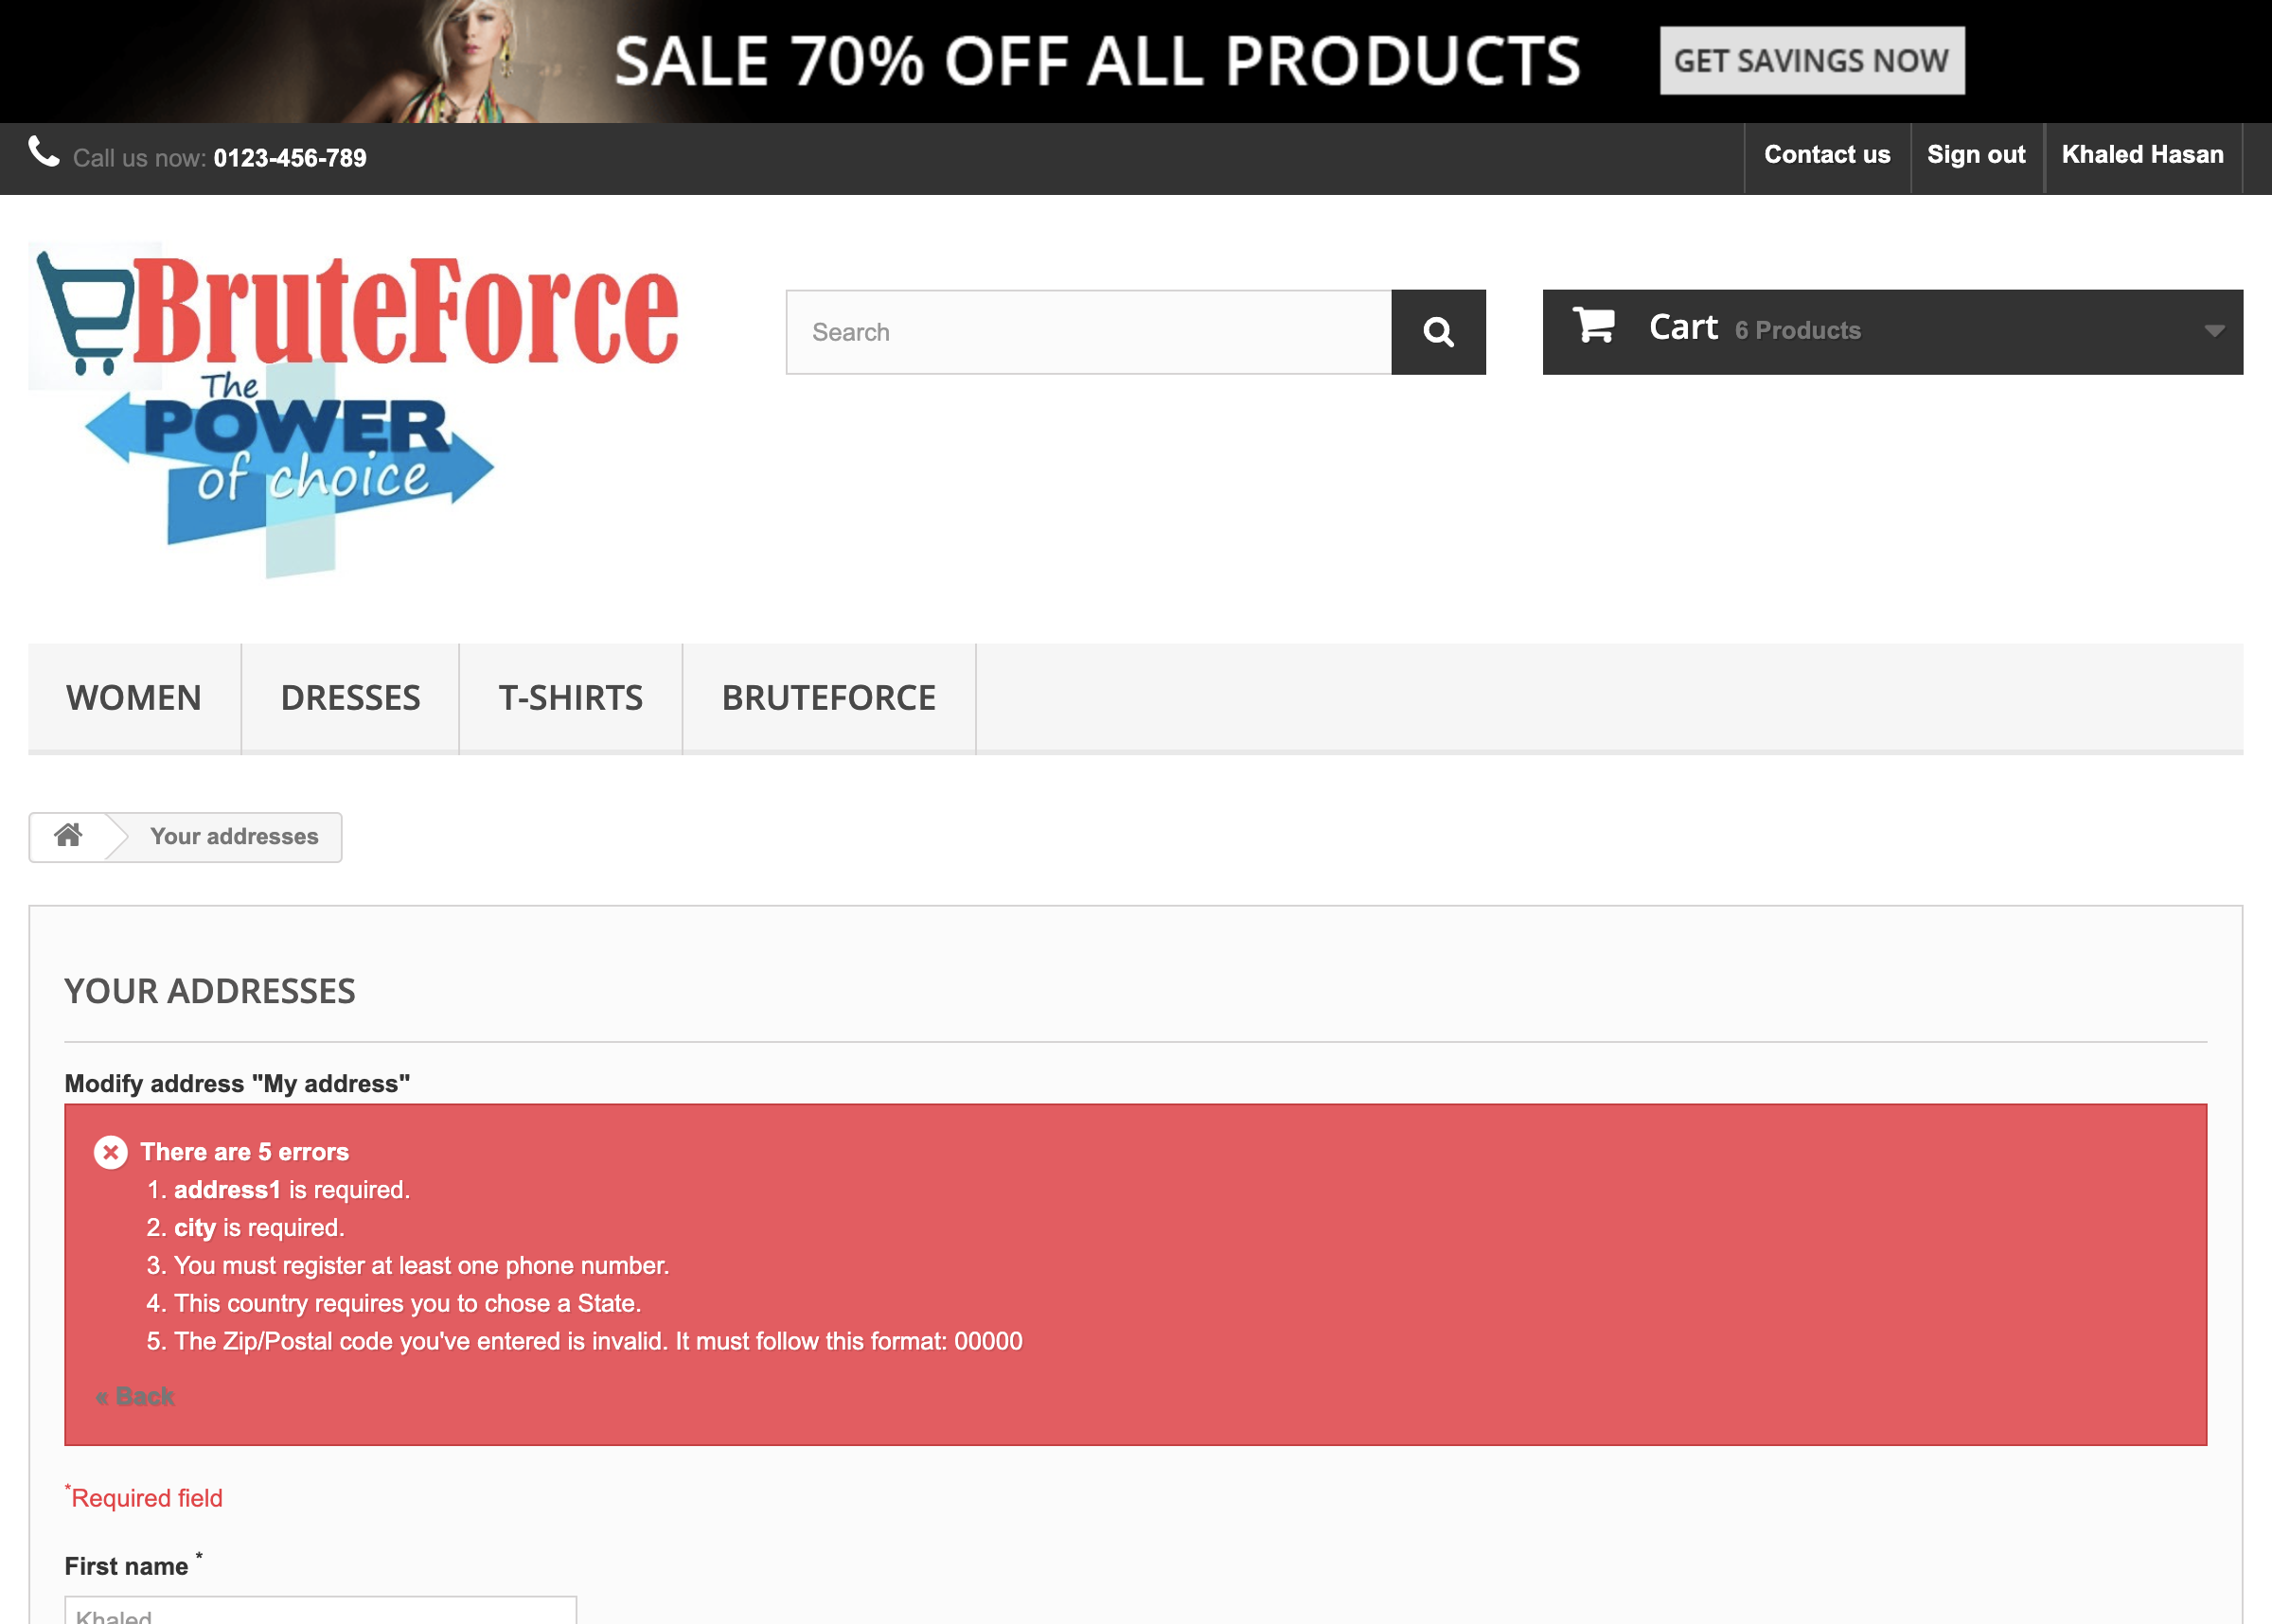 SALE 70% OFF ALL PRODUCTS
GET SAVINGS NOW
Call us now: 0123-456-789
Contact us
Sign out
Khaled Hasan
BruteForce
The
POWER
of choice
Search
Cart 6 Products
WOMEN
DRESSES
T-SHIRTS
BRUTEFORCE
Your addresses
YOUR ADDRESSES
Modify address "My address"
There are 5 errors
1. address1 is required.
2. city is required.
3. You must register at least one phone number.
4. This country requires you to chose a State.
5. The Zip/Postal code you've entered is invalid. It must follow this format: 00000
« Back
*Required field
First name *
Khaled